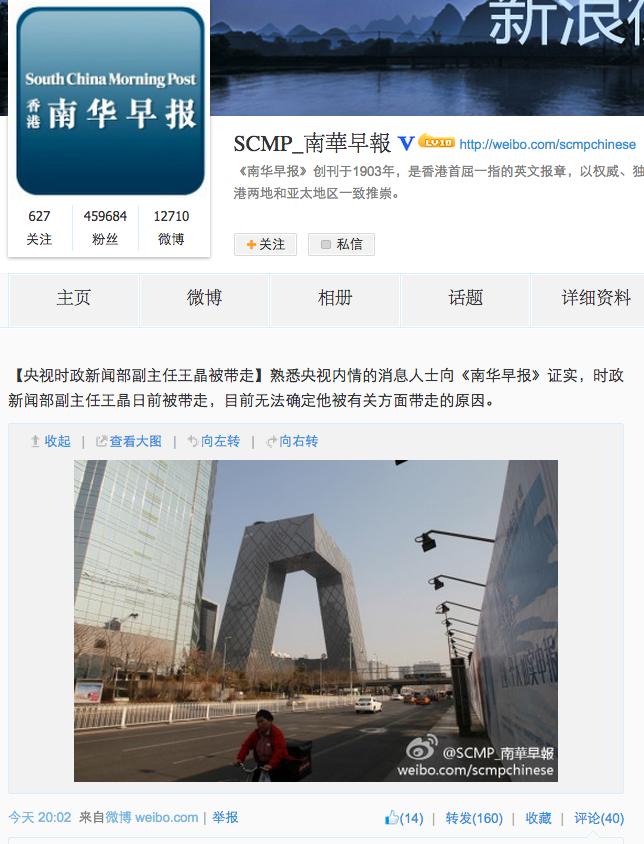 新浪微
South China Morning Post
香港 南华早报
SCMP_南華早報 V LV10 http://weibo.com/scmpchinese
《南华早报》创刊于1903年，是香港首屈一指的英文报章，以权威、独
港两地和亚太地区一致推崇。
627 459684 12710
关注 粉丝 微博
+关注 私信
主页 微博 相册 话题 详细资料
【央视时政新闻部副主任王晶被带走】熟悉央视内情的消息人士向《南华早报》证实，时政
新闻部副主任王晶日前被带走，目前无法确定他被有关方面带走的原因。
收起 | 查看大图 | 向左转 | 向右转
@SCMP_南華早報
weibo.com/scmpchinese
今天 20:02 来自微博 weibo.com | 举报 (14) | 转发(160) | 收藏 | 评论(40)